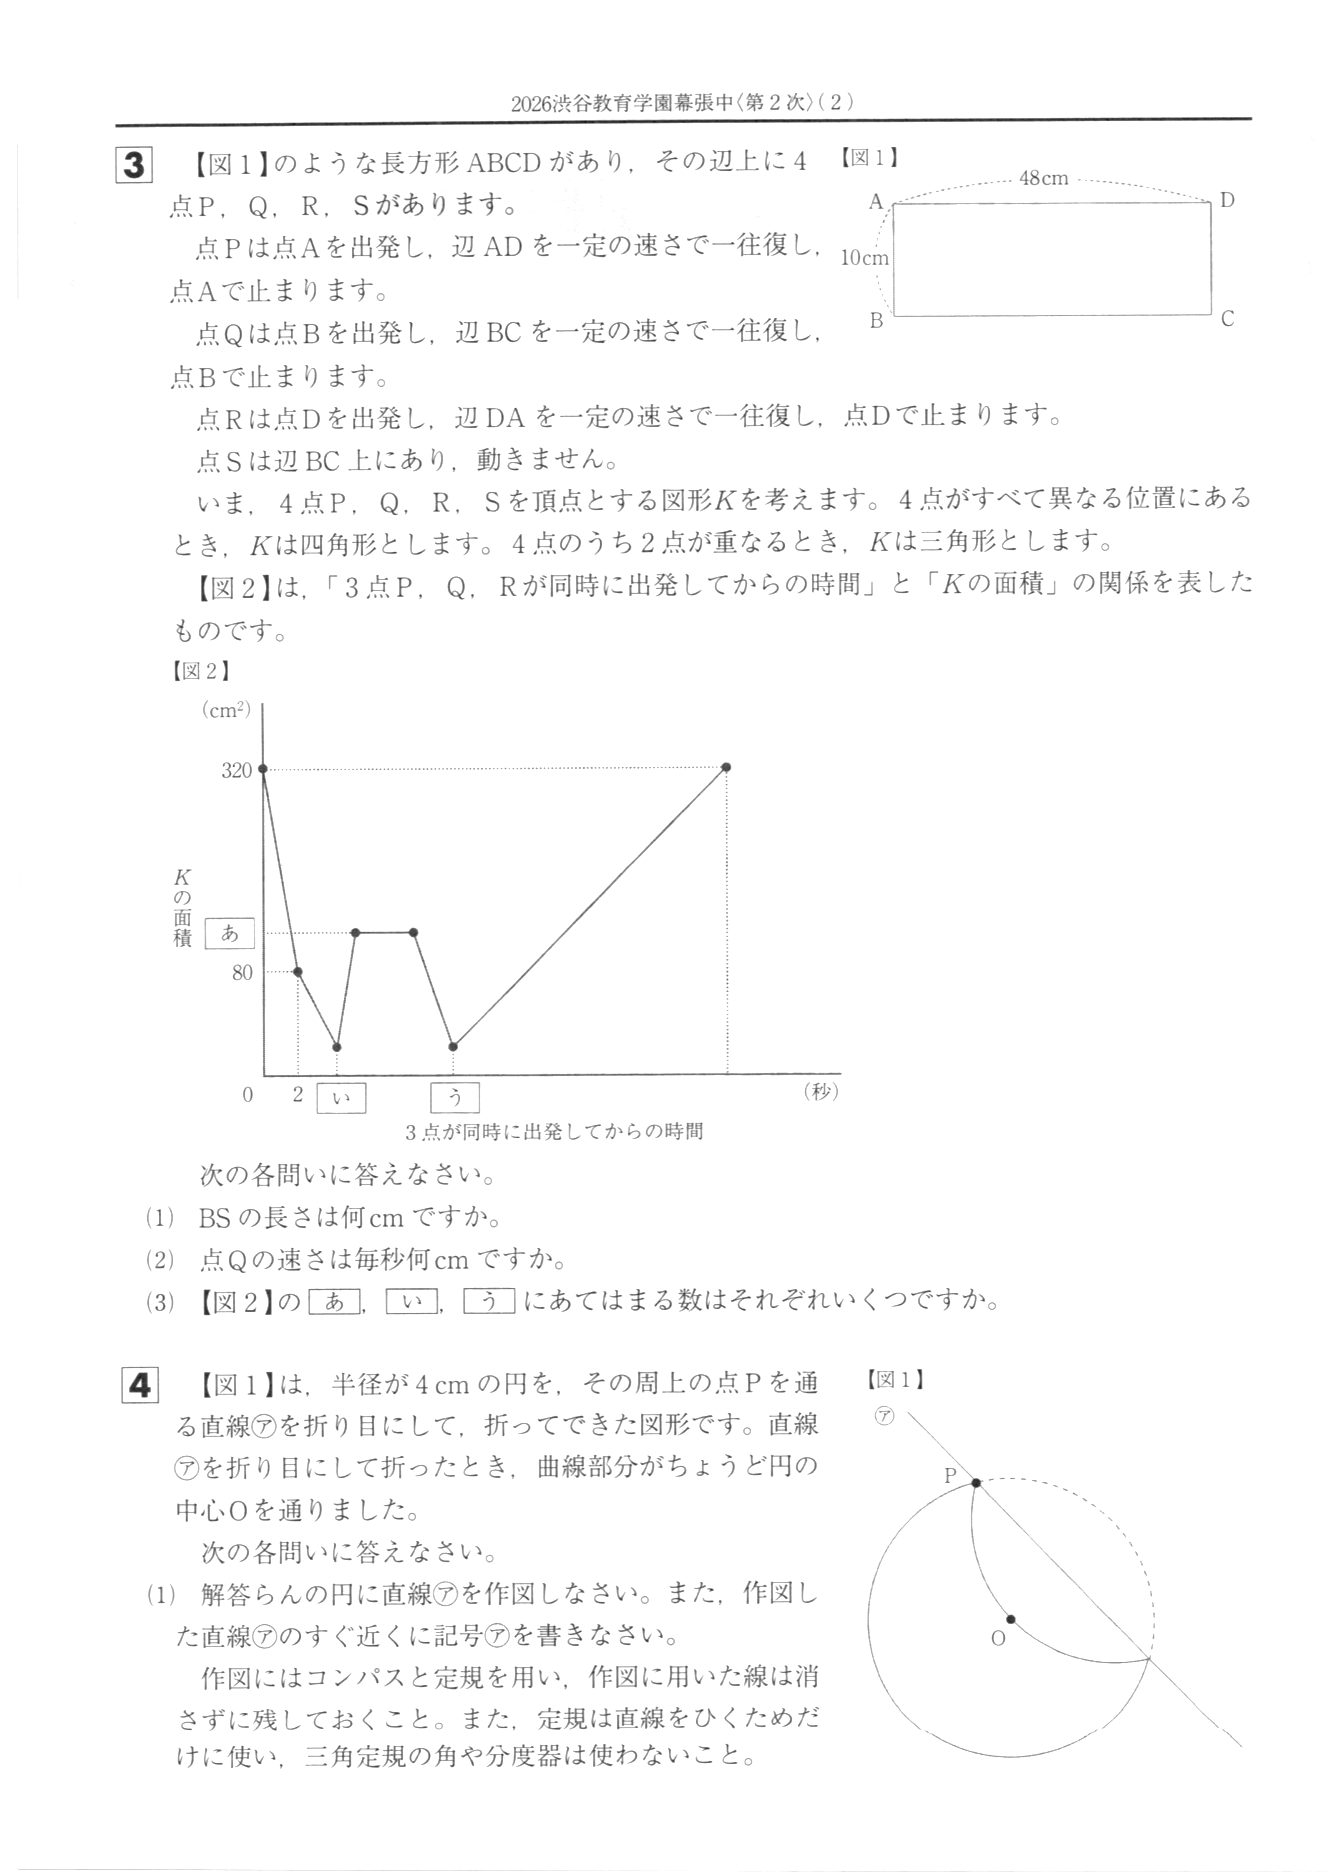 2026渋谷教育学園幕張中〈第2次〉(2)
3 【図1】のような長方形 ABCD があり，その辺上に4
点P，Q，R，Sがあります。
点Pは点Aを出発し，辺 AD を一定の速さで一往復し，
点Aで止まります。
点Qは点Bを出発し，辺 BC を一定の速さで一往復し，
点Bで止まります。
点Rは点Dを出発し，辺 DA を一定の速さで一往復し，点Dで止まります。
点Sは辺 BC 上にあり，動きません。
いま，4点P，Q，R，Sを頂点とする図形Kを考えます。4点がすべて異なる位置にある
とき，Kは四角形とします。4点のうち2点が重なるとき，Kは三角形とします。
【図2】は，「3点P，Q，Rが同時に出発してからの時間」と「Kの面積」の関係を表した
ものです。
【図1】
48cm
A
D
10cm
B
C
【図2】
(cm²)
320
Kの面積
あ
80
0
2
い
う
(秒)
3点が同時に出発してからの時間
次の各問いに答えなさい。
(1) BS の長さは何cm ですか。
(2) 点Qの速さは毎秒何cm ですか。
(3) 【図2】の あ ， い ， う にあてはまる数はそれぞれいくつですか。
4 【図1】は，半径が4cm の円を，その周上の点Pを通
る直線㋐を折り目にして，折ってできた図形です。直線
㋐を折り目にして折ったとき，曲線部分がちょうど円の
中心Oを通りました。
次の各問いに答えなさい。
(1) 解答らんの円に直線㋐を作図しなさい。また，作図し
た直線㋐のすぐ近くに記号㋐を書きなさい。
作図にはコンパスと定規を用い，作図に用いた線は消
さずに残しておくこと。また，定規は直線をひくためだ
けに使い，三角定規の角や分度器は使わないこと。
【図1】
㋐
P
O